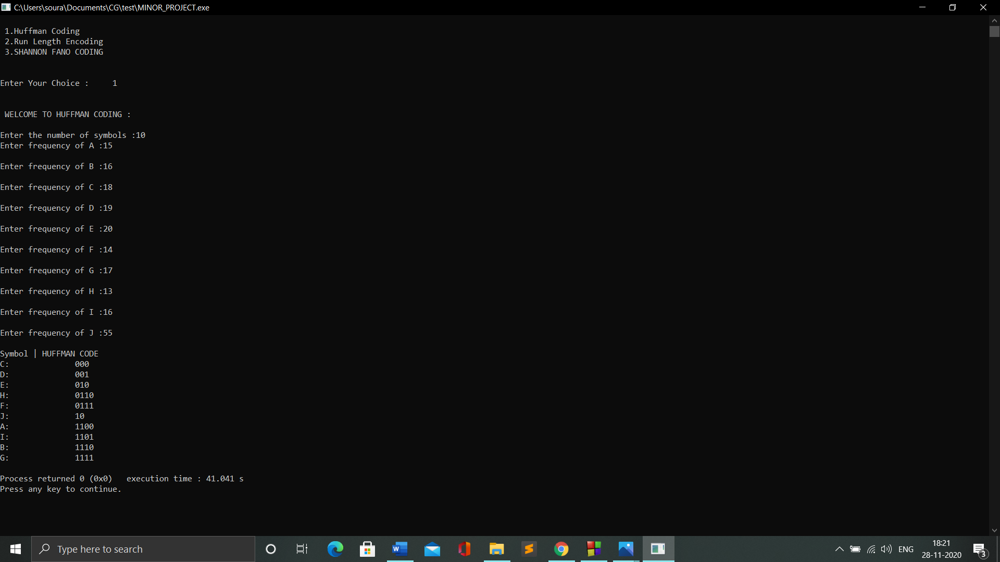 C:\Users\soura\Documents\CG\test\MINOR_PROJECT.exe
1.Huffman Coding
2.Run Length Encoding
3.SHANNON FANO CODING
Enter Your Choice :     1
WELCOME TO HUFFMAN CODING :
Enter the number of symbols :10
Enter frequency of A :15
Enter frequency of B :16
Enter frequency of C :18
Enter frequency of D :19
Enter frequency of E :20
Enter frequency of F :14
Enter frequency of G :17
Enter frequency of H :13
Enter frequency of I :16
Enter frequency of J :55
Symbol | HUFFMAN CODE
C:              000
D:              001
E:              010
H:              0110
F:              0111
J:              10
A:              1100
I:              1101
B:              1110
G:              1111
Process returned 0 (0x0)   execution time : 41.041 s
Press any key to continue.
Type here to search
W
ENG
18:21
28-11-2020
3